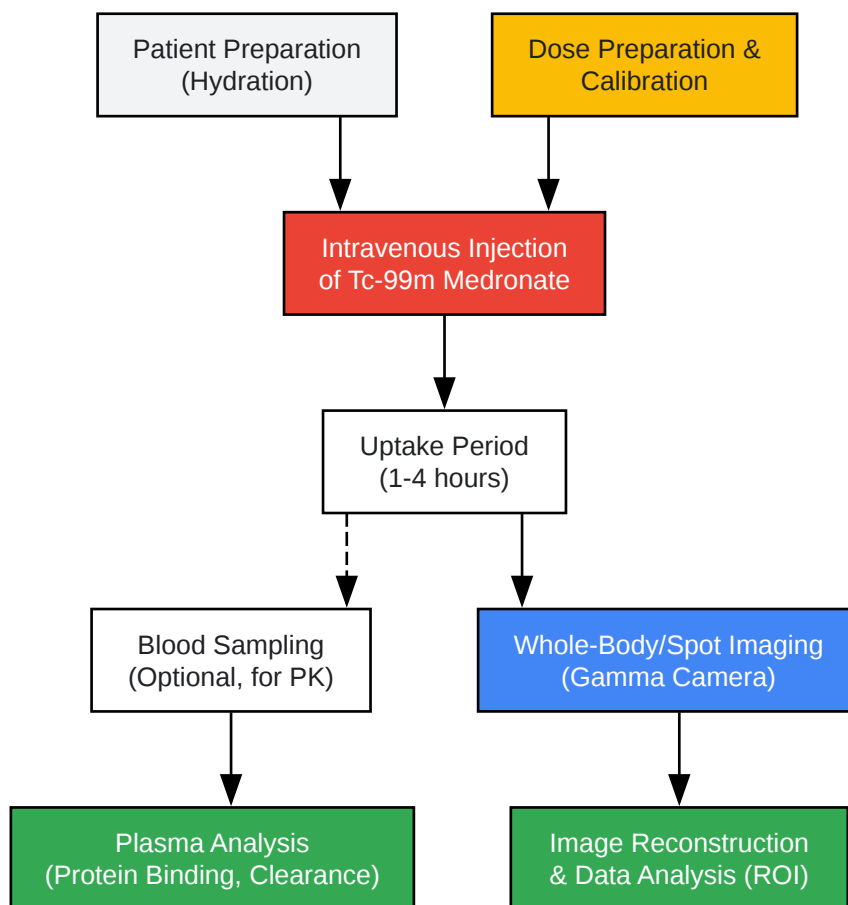 Patient Preparation
(Hydration)
Dose Preparation &
Calibration
Intravenous Injection
of Tc-99m Medronate
Uptake Period
(1-4 hours)
Blood Sampling
(Optional, for PK)
Whole-Body/Spot Imaging
(Gamma Camera)
Plasma Analysis
(Protein Binding, Clearance)
Image Reconstruction
& Data Analysis (ROI)